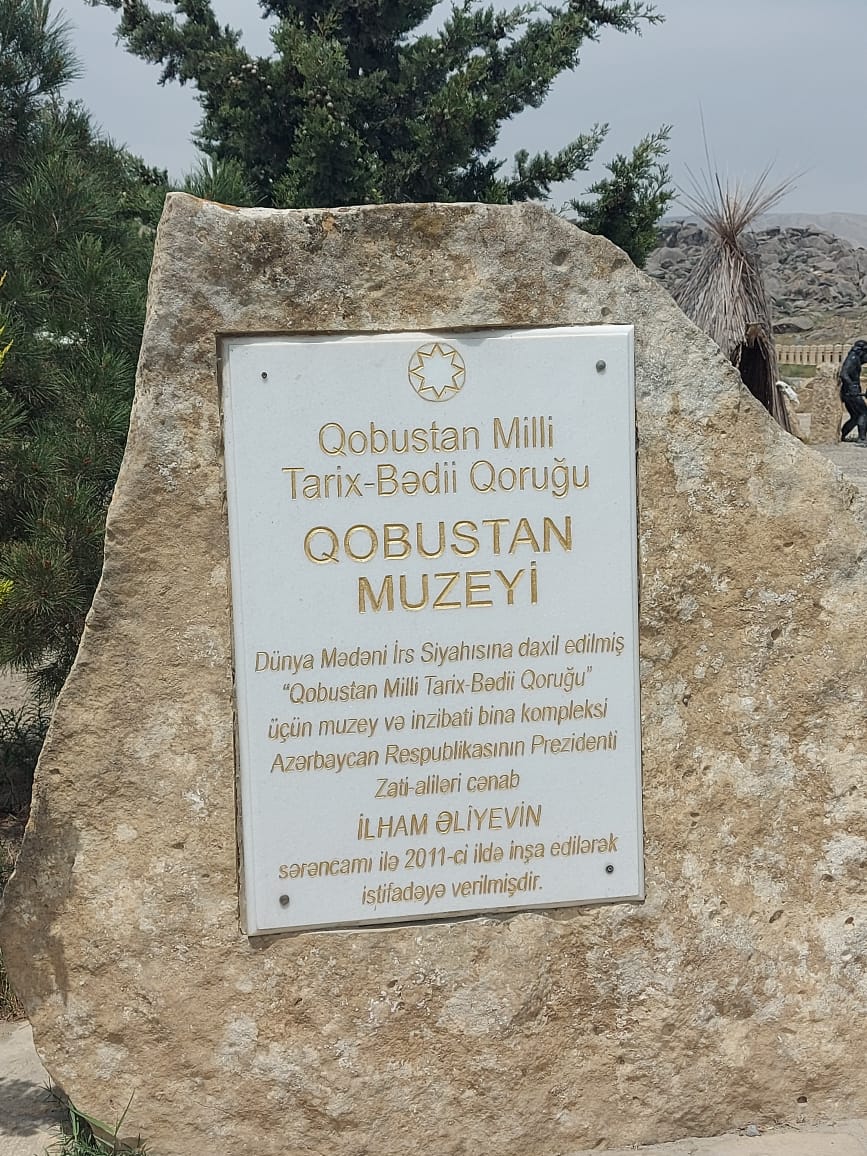 Qobustan Milli
Tarix-Bədii Qoruğu
QOBUSTAN
MUZEYİ
Dünya Mədəni İrs Siyahısına daxil edilmiş
“Qobustan Milli Tarix-Bədii Qoruğu”
üçün muzey və inzibati bina kompleksi
Azərbaycan Respublikasının Prezidenti
Zati-aliləri cənab
İLHAM ƏLİYEVİN
sərəncamı ilə 2011-ci ildə inşa edilərək
istifadəyə verilmişdir.